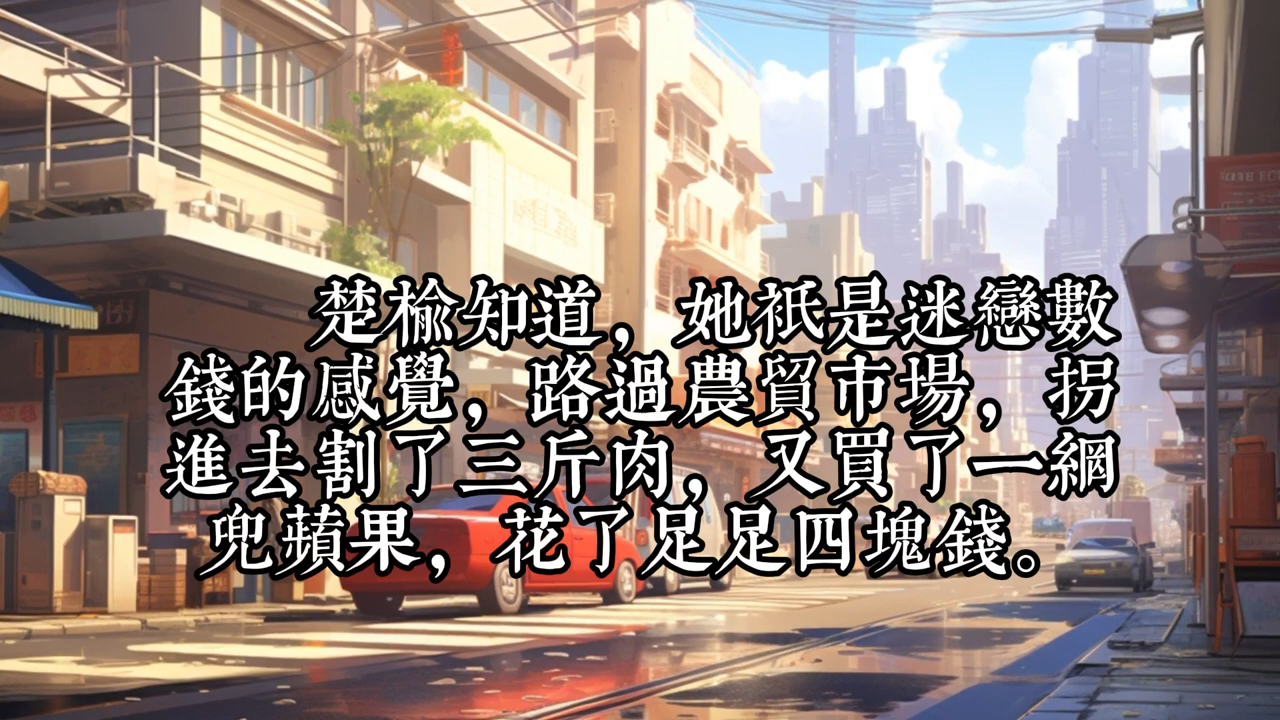 楚榆知道，她祇是迷戀數
錢的感覺，路過農貿市場，拐
進去割了三斤肉，又買了一網
兜蘋果，花了足足四塊錢。